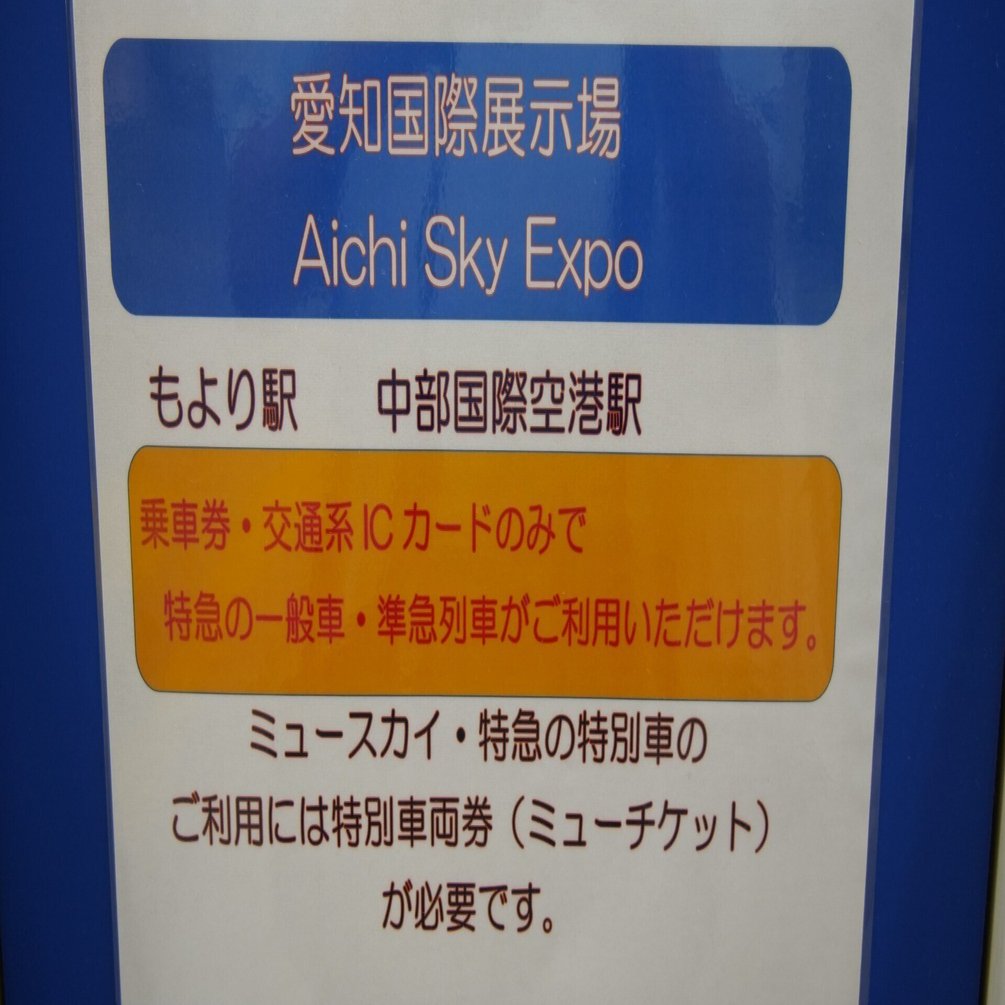 愛知国際展示場
Aichi Sky Expo
もより駅　中部国際空港駅
乗車券・交通系ICカードのみで
特急の一般車・準急列車がご利用いただけます。
ミュースカイ・特急の特別車の
ご利用には特別車両券（ミューチケット）
が必要です。